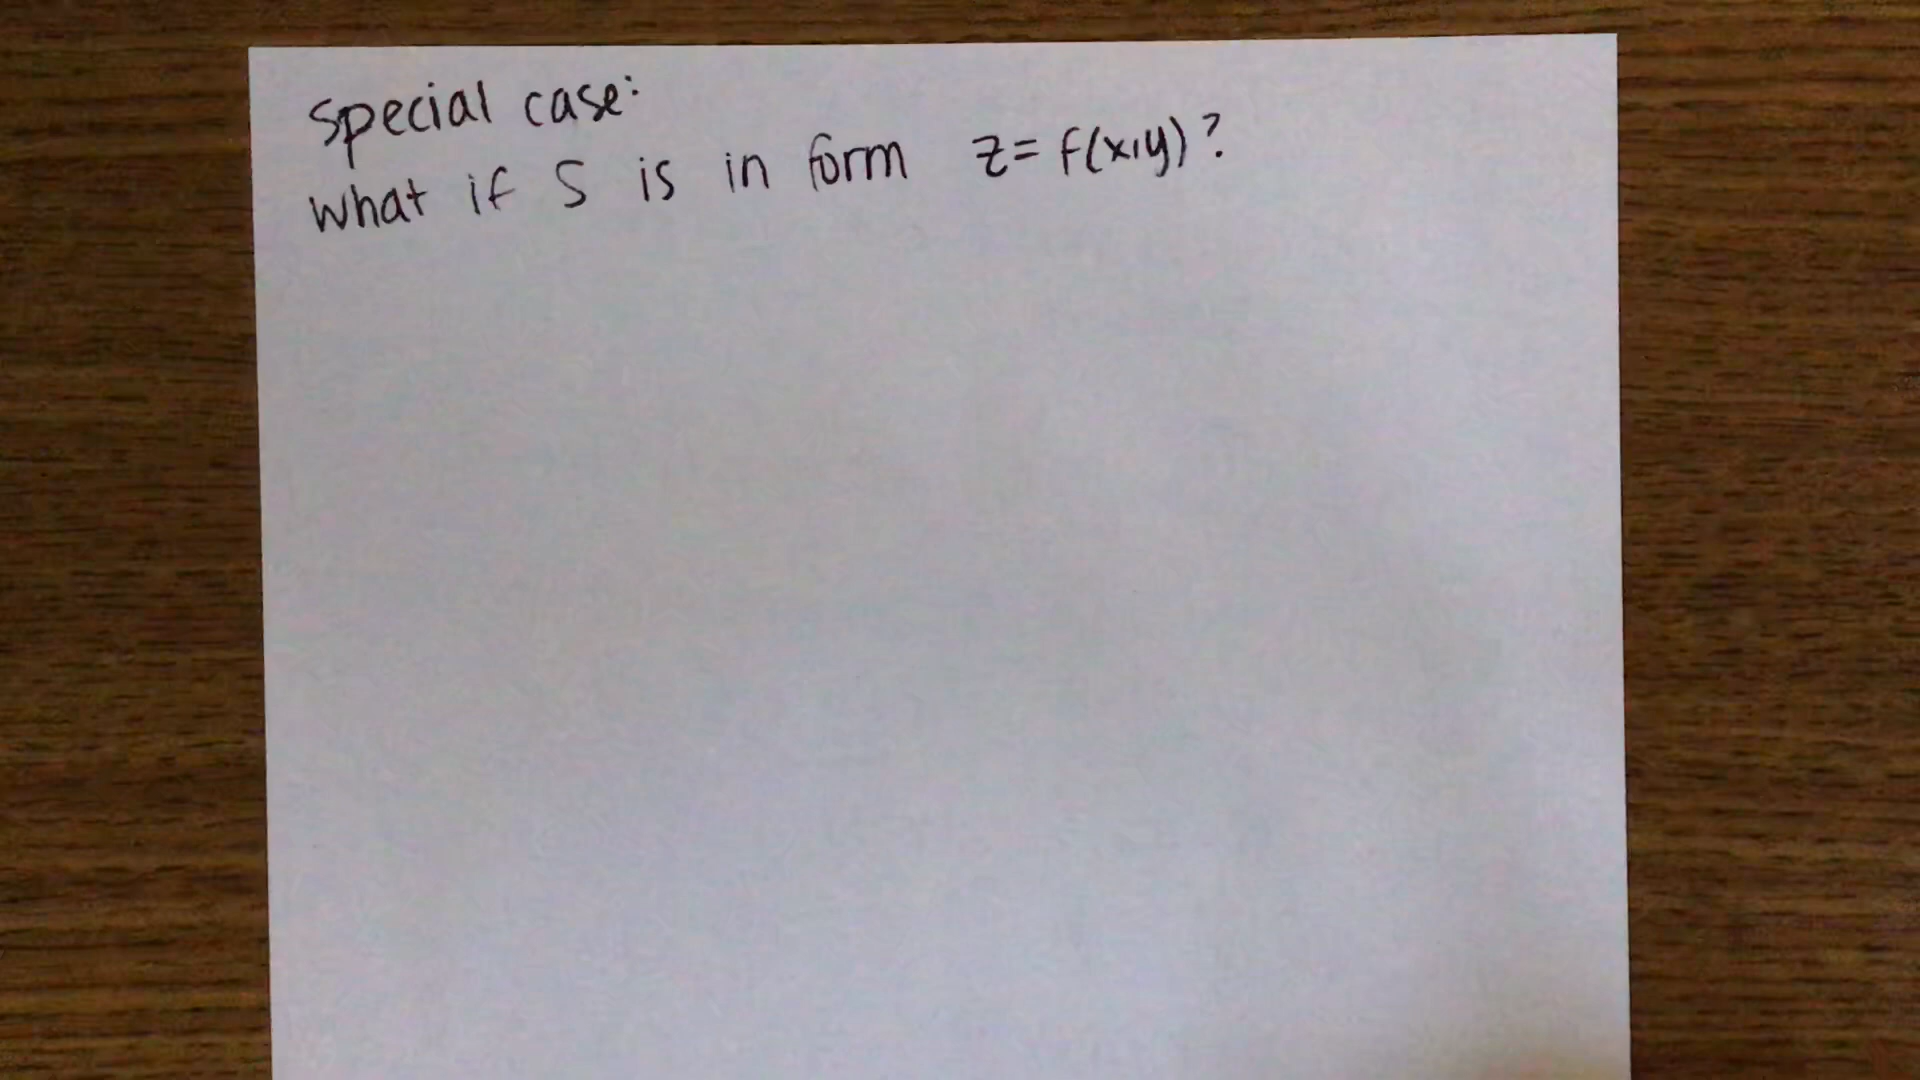 special case:
what if S is in form z = f(x,y)?